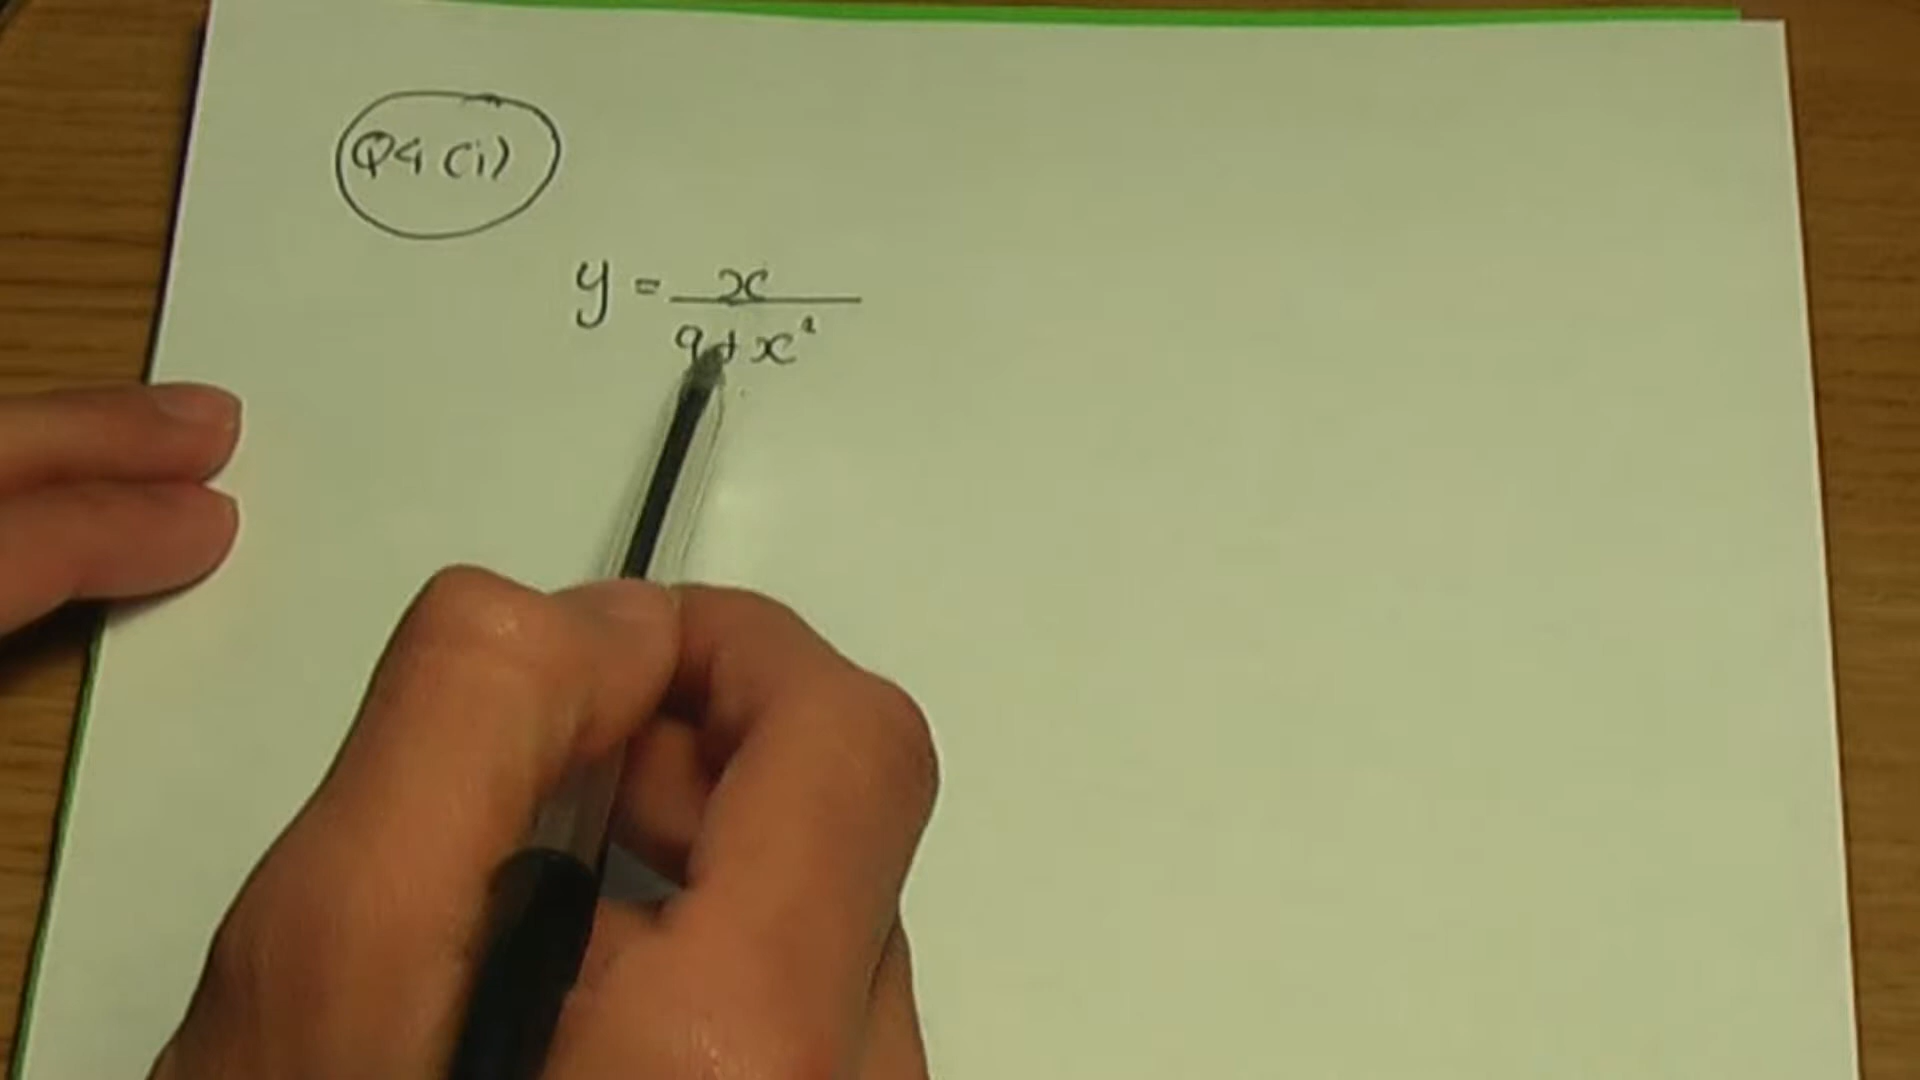 Q4 (i)
y = x / 9 + x²